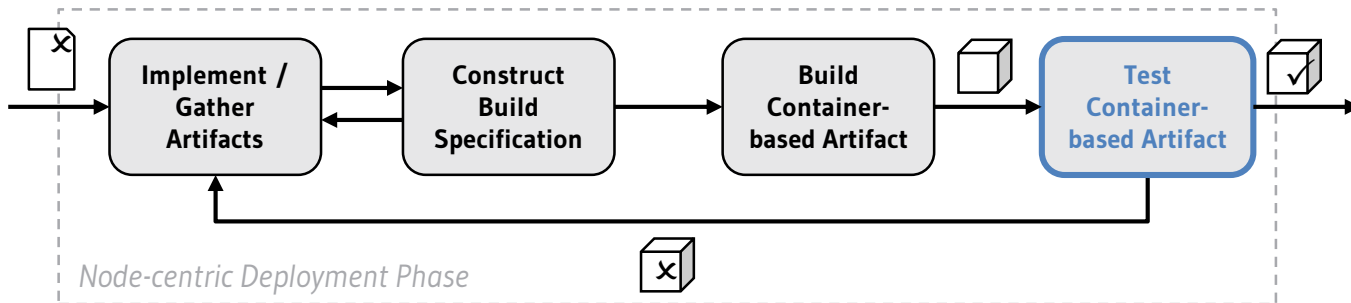 Implement /
Gather
Artifacts
Construct
Build
Specification
Build
Container-
based Artifact
Test
Container-
based Artifact
Node-centric Deployment Phase